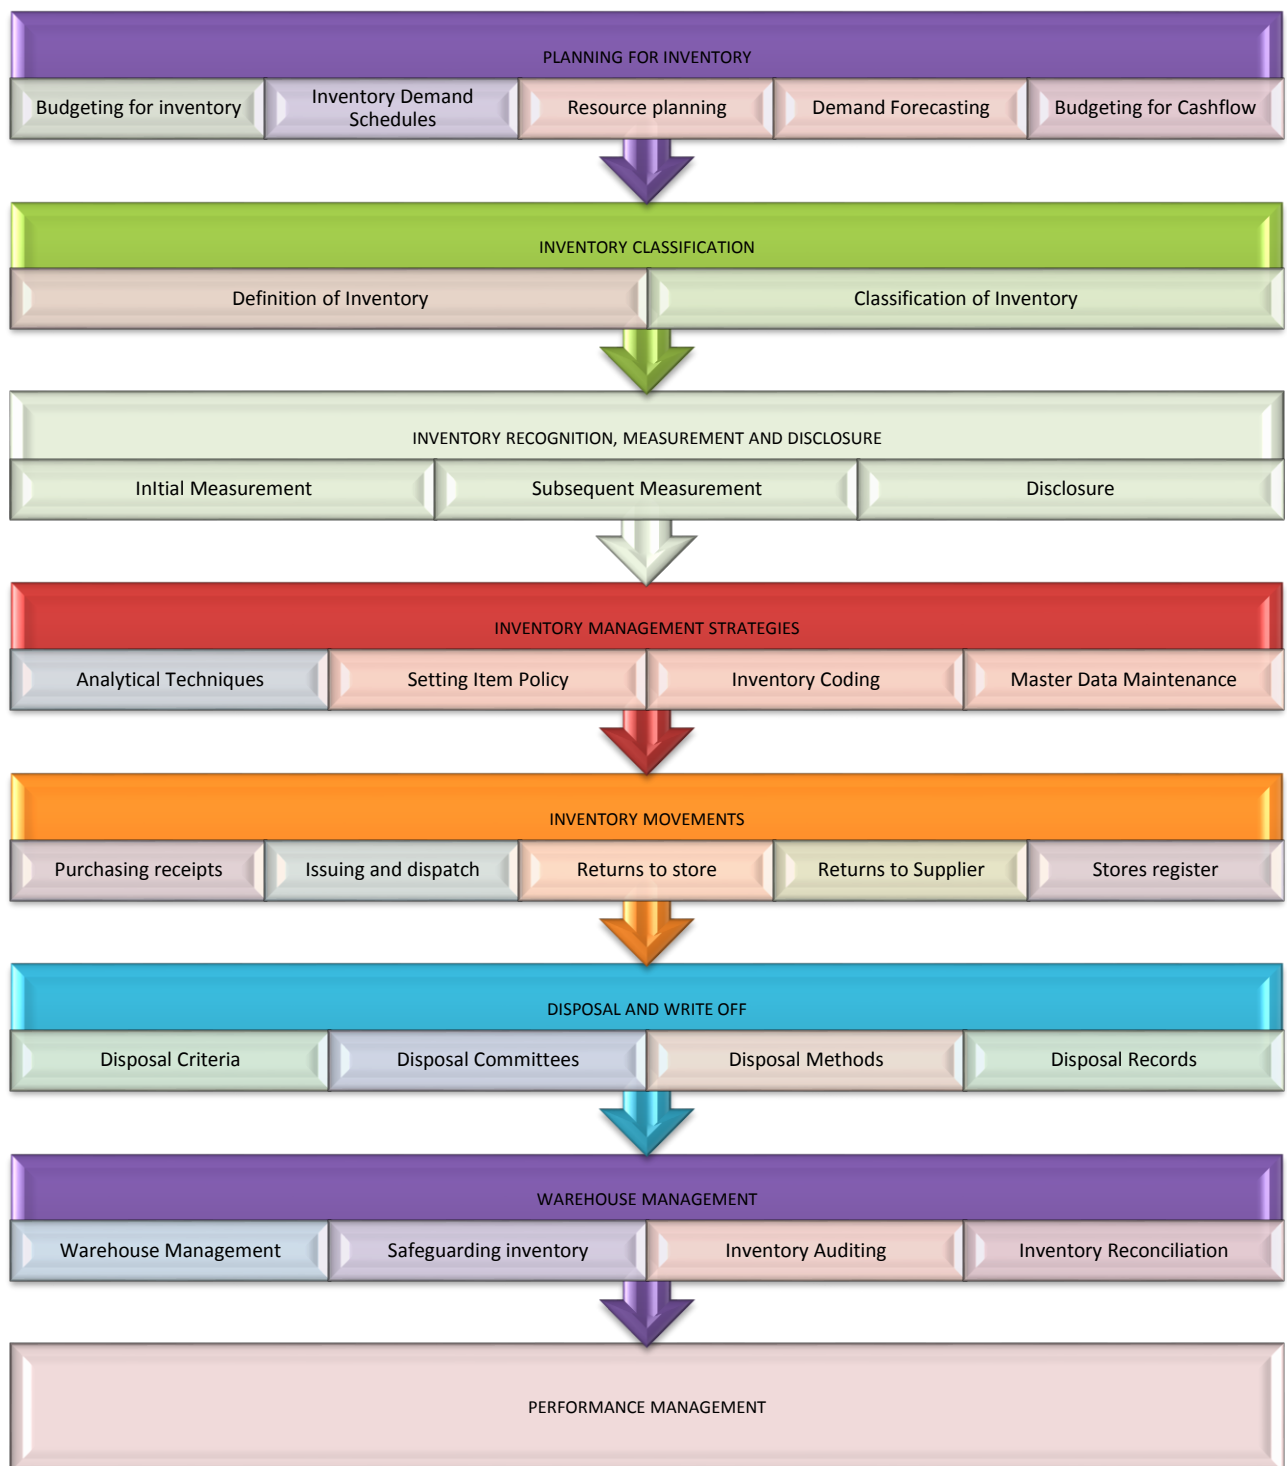 PLANNING FOR INVENTORY
Budgeting for inventory
Inventory Demand
Schedules
Resource planning
Demand Forecasting
Budgeting for Cashflow
INVENTORY CLASSIFICATION
Definition of Inventory
Classification of Inventory
INVENTORY RECOGNITION, MEASUREMENT AND DISCLOSURE
InItial Measurement
Subsequent Measurement
Disclosure
INVENTORY MANAGEMENT STRATEGIES
Analytical Techniques
Setting Item Policy
Inventory Coding
Master Data Maintenance
INVENTORY MOVEMENTS
Purchasing receipts
Issuing and dispatch
Returns to store
Returns to Supplier
Stores register
DISPOSAL AND WRITE OFF
Disposal Criteria
Disposal Committees
Disposal Methods
Disposal Records
WAREHOUSE MANAGEMENT
Warehouse Management
Safeguarding inventory
Inventory Auditing
Inventory Reconciliation
PERFORMANCE MANAGEMENT